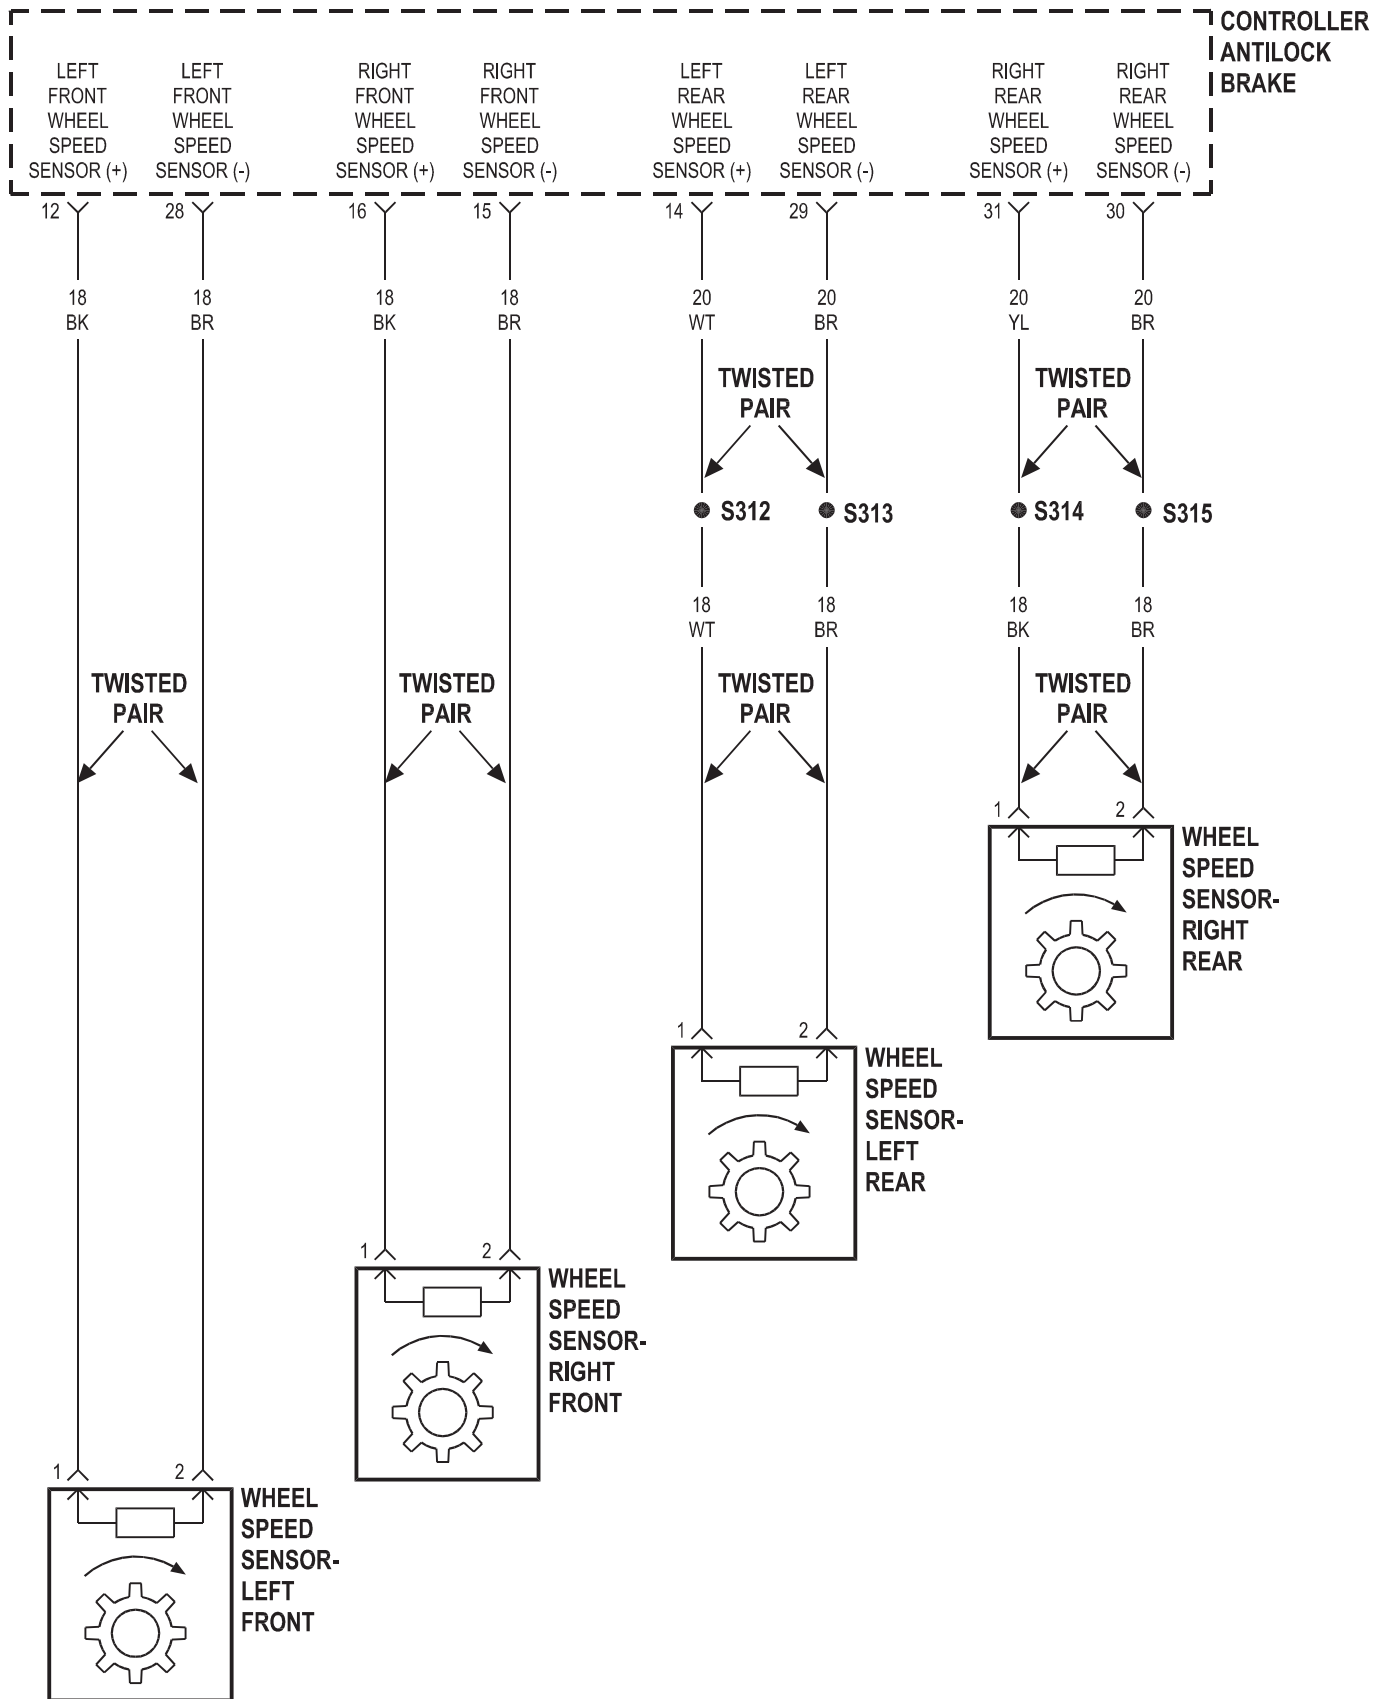 CONTROLLER
ANTILOCK
BRAKE
LEFT
FRONT
WHEEL
SPEED
SENSOR (+)
LEFT
FRONT
WHEEL
SPEED
SENSOR (-)
RIGHT
FRONT
WHEEL
SPEED
SENSOR (+)
RIGHT
FRONT
WHEEL
SPEED
SENSOR (-)
LEFT
REAR
WHEEL
SPEED
SENSOR (+)
LEFT
REAR
WHEEL
SPEED
SENSOR (-)
RIGHT
REAR
WHEEL
SPEED
SENSOR (+)
RIGHT
REAR
WHEEL
SPEED
SENSOR (-)
12
28
16
15
14
29
31
30
18
BK
18
BR
18
BK
18
BR
20
WT
20
BR
20
YL
20
BR
TWISTED
PAIR
TWISTED
PAIR
S312
S313
S314
S315
18
WT
18
BR
18
BK
18
BR
TWISTED
PAIR
TWISTED
PAIR
TWISTED
PAIR
TWISTED
PAIR
1
2
WHEEL
SPEED
SENSOR-
RIGHT
REAR
1
2
WHEEL
SPEED
SENSOR-
LEFT
REAR
1
2
WHEEL
SPEED
SENSOR-
RIGHT
FRONT
1
2
WHEEL
SPEED
SENSOR-
LEFT
FRONT